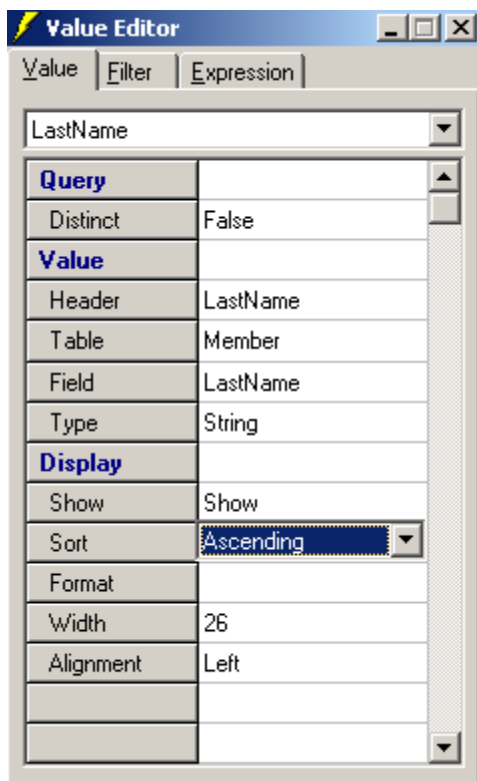 Value Editor
Value Filter Expression
LastName
Query
Distinct False
Value
Header LastName
Table Member
Field LastName
Type String
Display
Show Show
Sort Ascending
Format
Width 26
Alignment Left